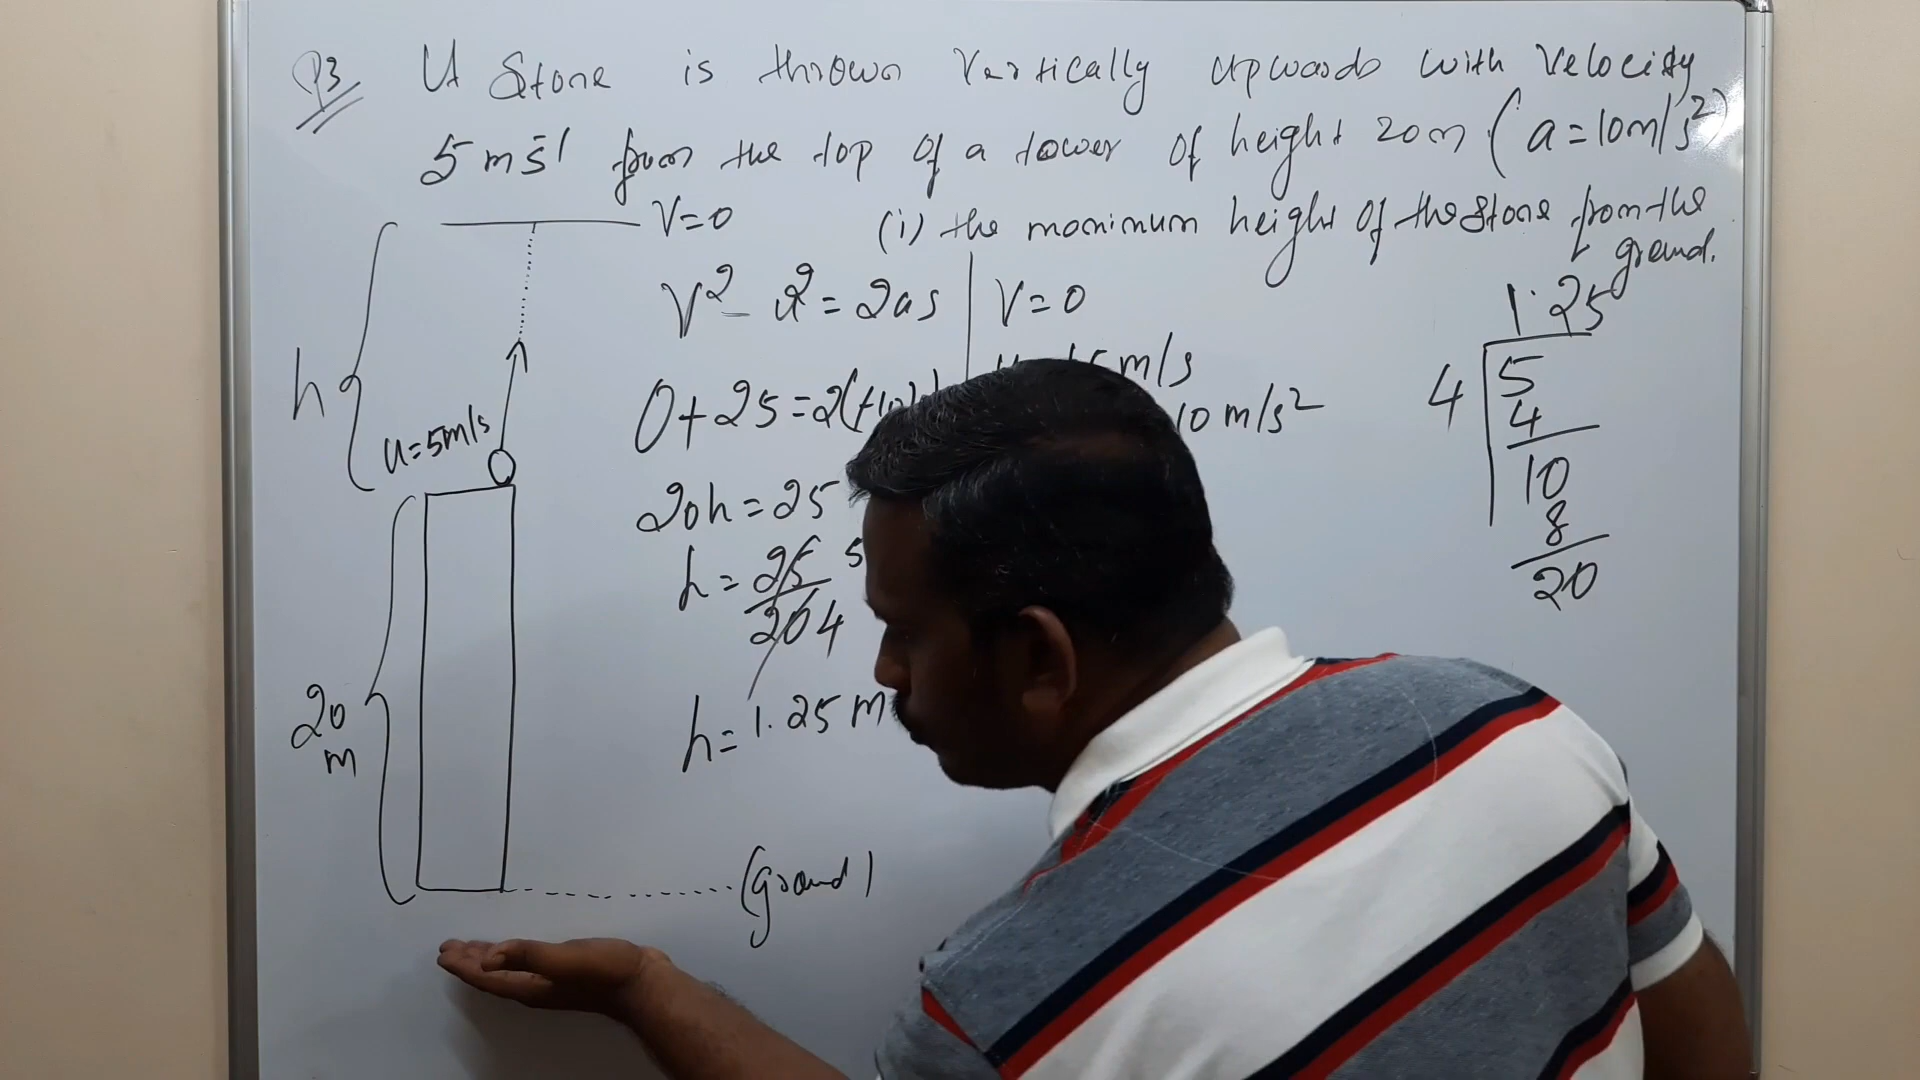 Q3 A Stone is thrown Vertically upwards with Velocity
5 ms-1 from the top of a tower of height 20m (a = 10m/s2)
V=0
(i) the maximum height of the stone from the
ground.
V2 - u2 = 2as
V = 0
0 + 25 = 2(+10)
m/s
10 m/s2
20h = 25
h = 25 5
20 4
h = 1.25 m
h
u=5m/s
20
m
(ground)
1.25
4 5
4
10
8
20